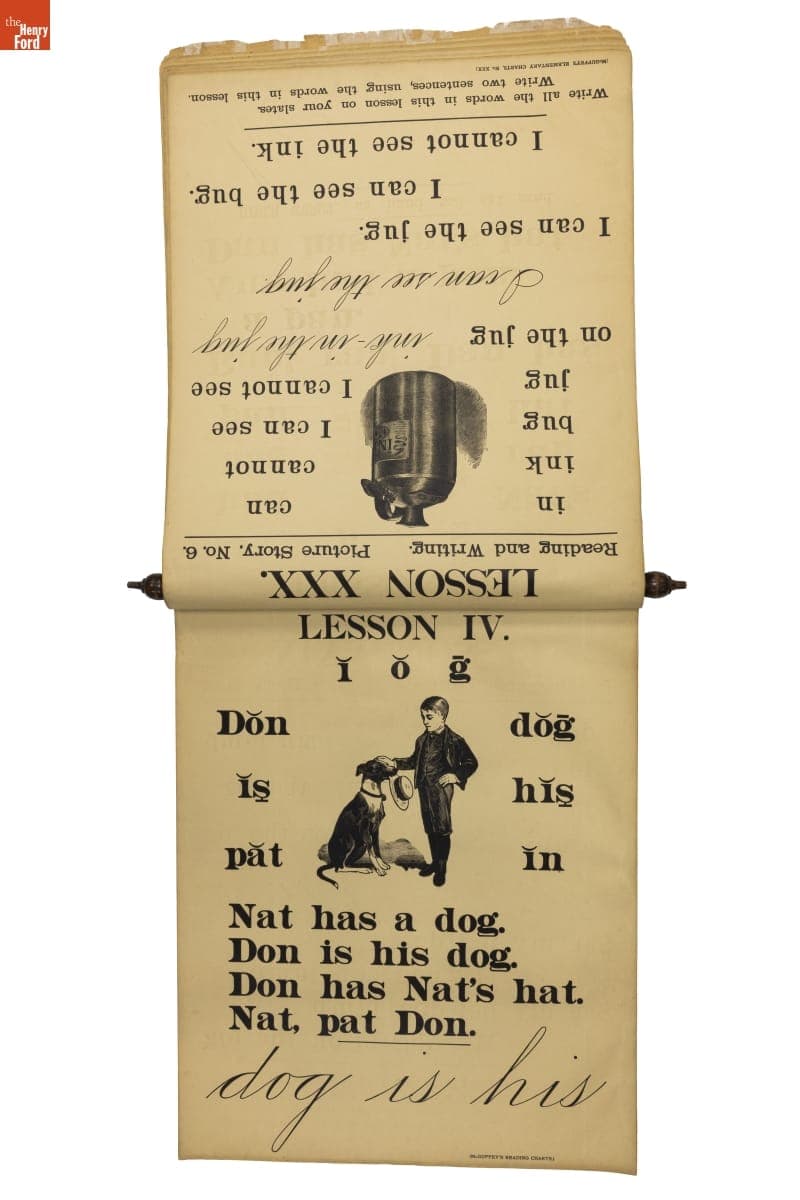 the
Henry
Ford
LESSON XXX.
Reading and Writing. Picture Story. No. 6.
in can
ink cannot
bug I can see
jug I cannot see
on the jug ink-in the jug
I can see the jug
I can see the jug.
I can see the bug.
I cannot see the ink.
Write all the words in this lesson on your slates.
Write two sentences, using the words in this lesson.
(McGUFFEY'S ELEMENTARY CHARTS, No. XXX.)
LESSON IV.
ĭ ŏ ḡ
Dŏn dŏḡ
ĭs̱ hĭs̱
păt ĭn
Nat has a dog.
Don is his dog.
Don has Nat's hat.
Nat, pat Don.
dog is his
(McGUFFEY'S READING CHARTS)